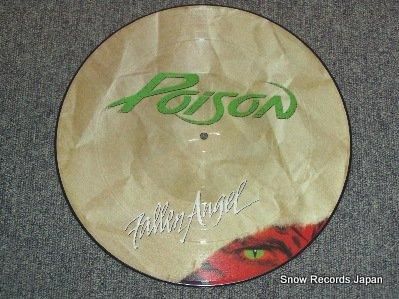 Poison
Fallen Angel
Snow Records Japan